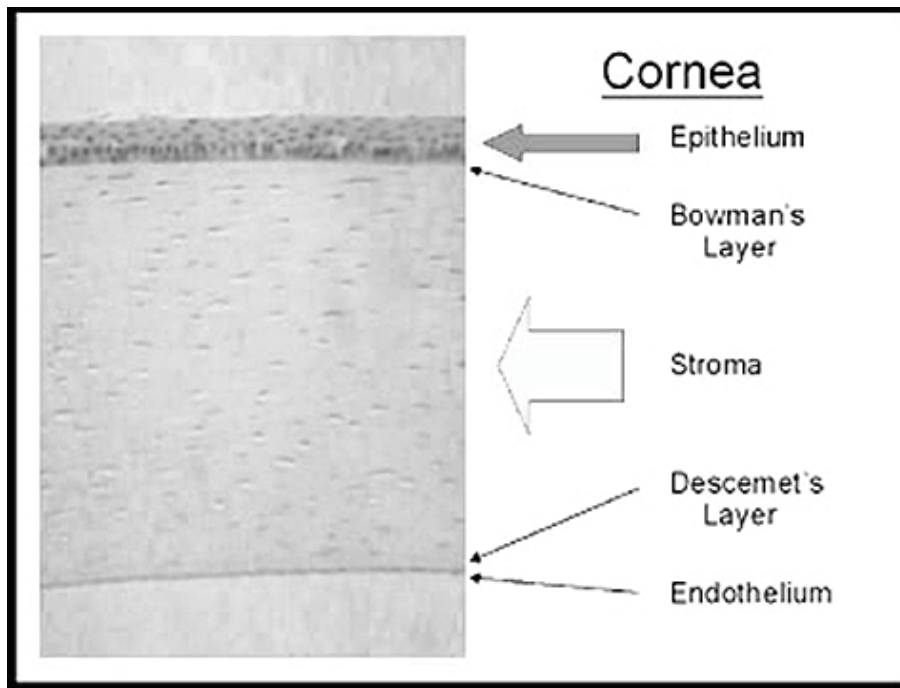 Cornea
Epithelium
Bowman's
Layer
Stroma
Descemet's
Layer
Endothelium